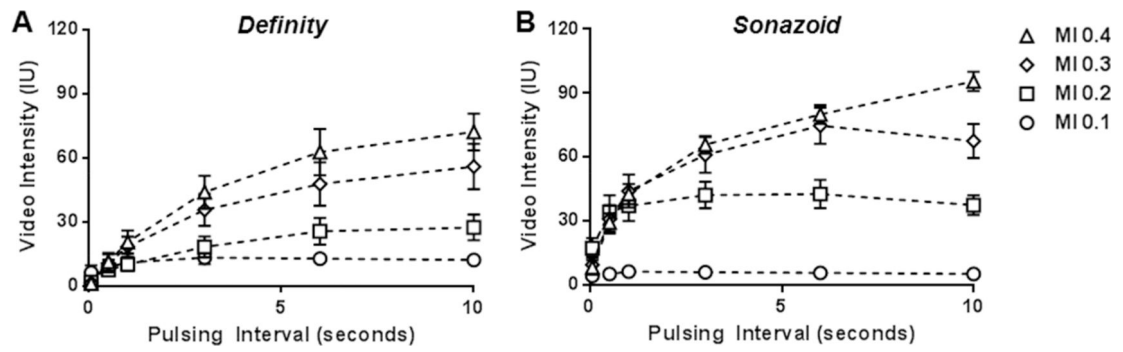 A
Definity
120
90
60
30
0
Video Intensity (IU)
0
5
10
Pulsing Interval (seconds)
B
Sonazoid
120
90
60
30
0
Video Intensity (IU)
0
5
10
Pulsing Interval (seconds)
MI 0.4
MI 0.3
MI 0.2
MI 0.1